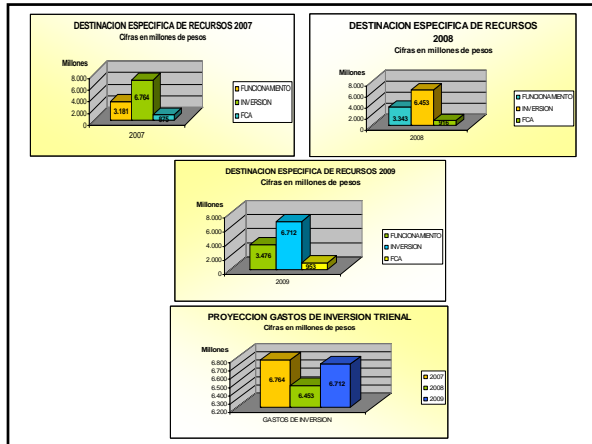 DESTINACION ESPECIFICA DE RECURSOS 2007
Cifras en millones de pesos
Millones
8.000
6.000
4.000
2.000
0
3.181
6.764
875
2007
FUNCIONAMENTO
INVERSION
FCA
DESTINACION ESPECIFICA DE RECURSOS
2008
Cifras en millones de pesos
Millones
8.000
6.000
4.000
2.000
0
3.343
6.453
916
2008
FUNCIONAMENTO
INVERSION
FCA
DESTINACION ESPECIFICA DE RECURSOS 2009
Cifras en millones de pesos
8.000
6.000
4.000
2.000
0
3.476
6.712
953
2009
FUNCIONAMENTO
INVERSION
FCA
PROYECCION GASTOS DE INVERSION TRIENAL
Cifras en millones de pesos
Millones
6.800
6.700
6.600
6.500
6.400
6.300
6.200
6.764
6.453
6.712
GASTOS DE INVERSION
2007
2008
2009